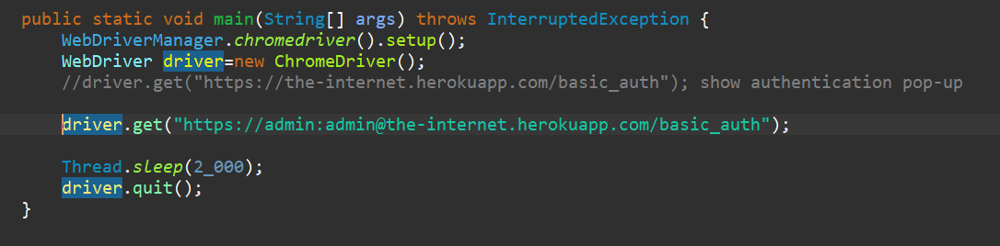 public static void main(String[] args) throws InterruptedException {
WebDriverManager.chromedriver().setup();
WebDriver driver=new ChromeDriver();
//driver.get("https://the-internet.herokuapp.com/basic_auth"); show authentication pop-up
driver.get("https://admin:admin@the-internet.herokuapp.com/basic_auth");
Thread.sleep(2_000);
driver.quit();
}